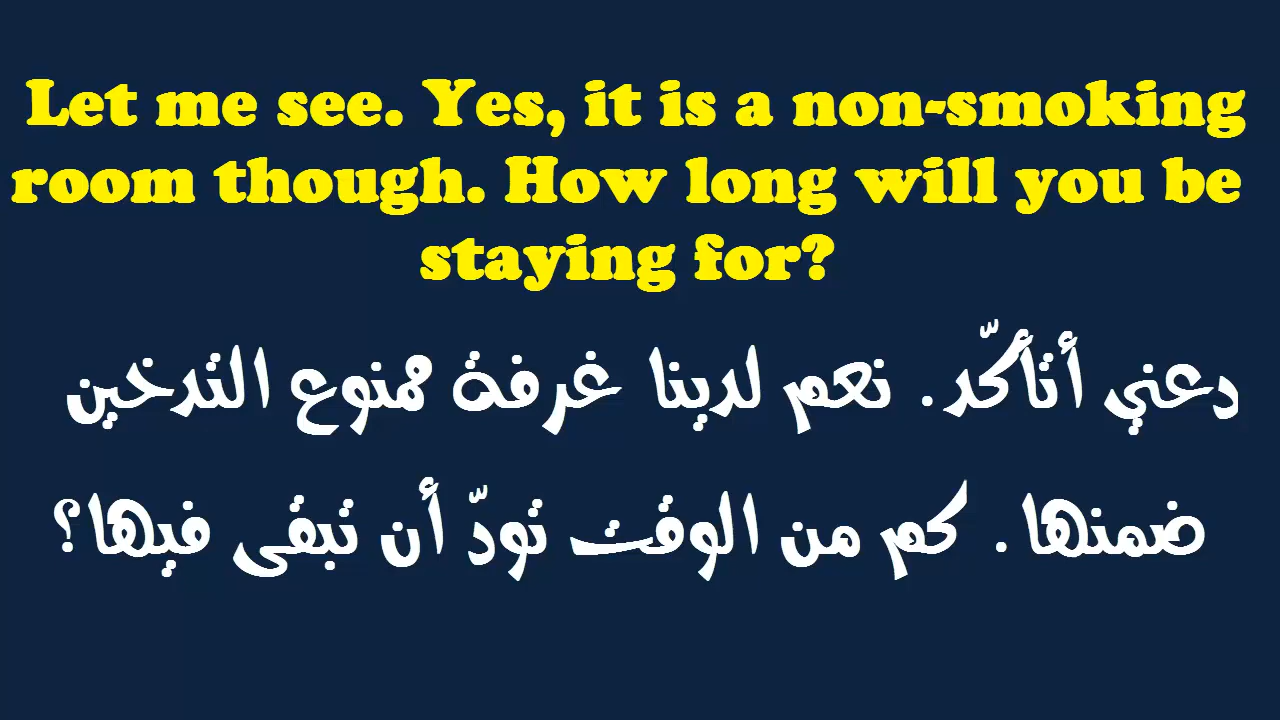 Let me see. Yes, it is a non-smoking
room though. How long will you be
staying for?
دعني أتأكّد. نعم لدينا غرفة ممنوع التدخين
ضمنها. كم من الوقت تودّ أن تبقى فيها؟